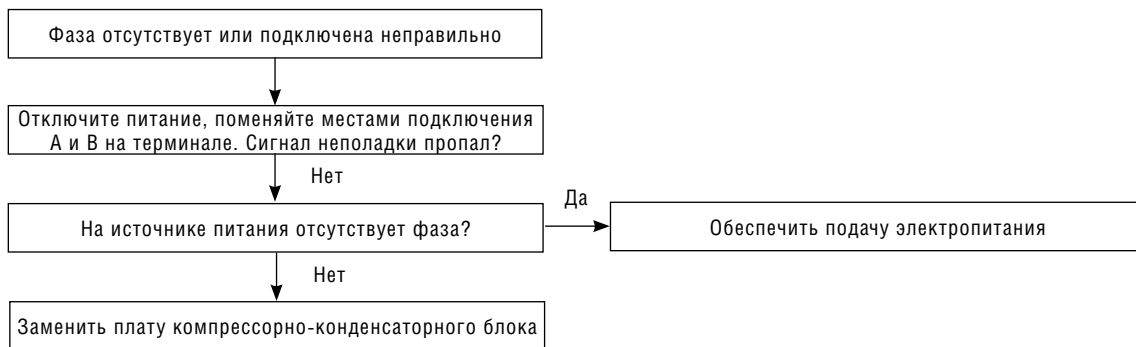 Фаза отсутствует или подключена неправильно
Отключите питание, поменяйте местами подключения
A и B на терминале. Сигнал неполадки пропал?
Нет
Да
На источнике питания отсутствует фаза?
Обеспечить подачу электропитания
Нет
Заменить плату компрессорно-конденсаторного блока